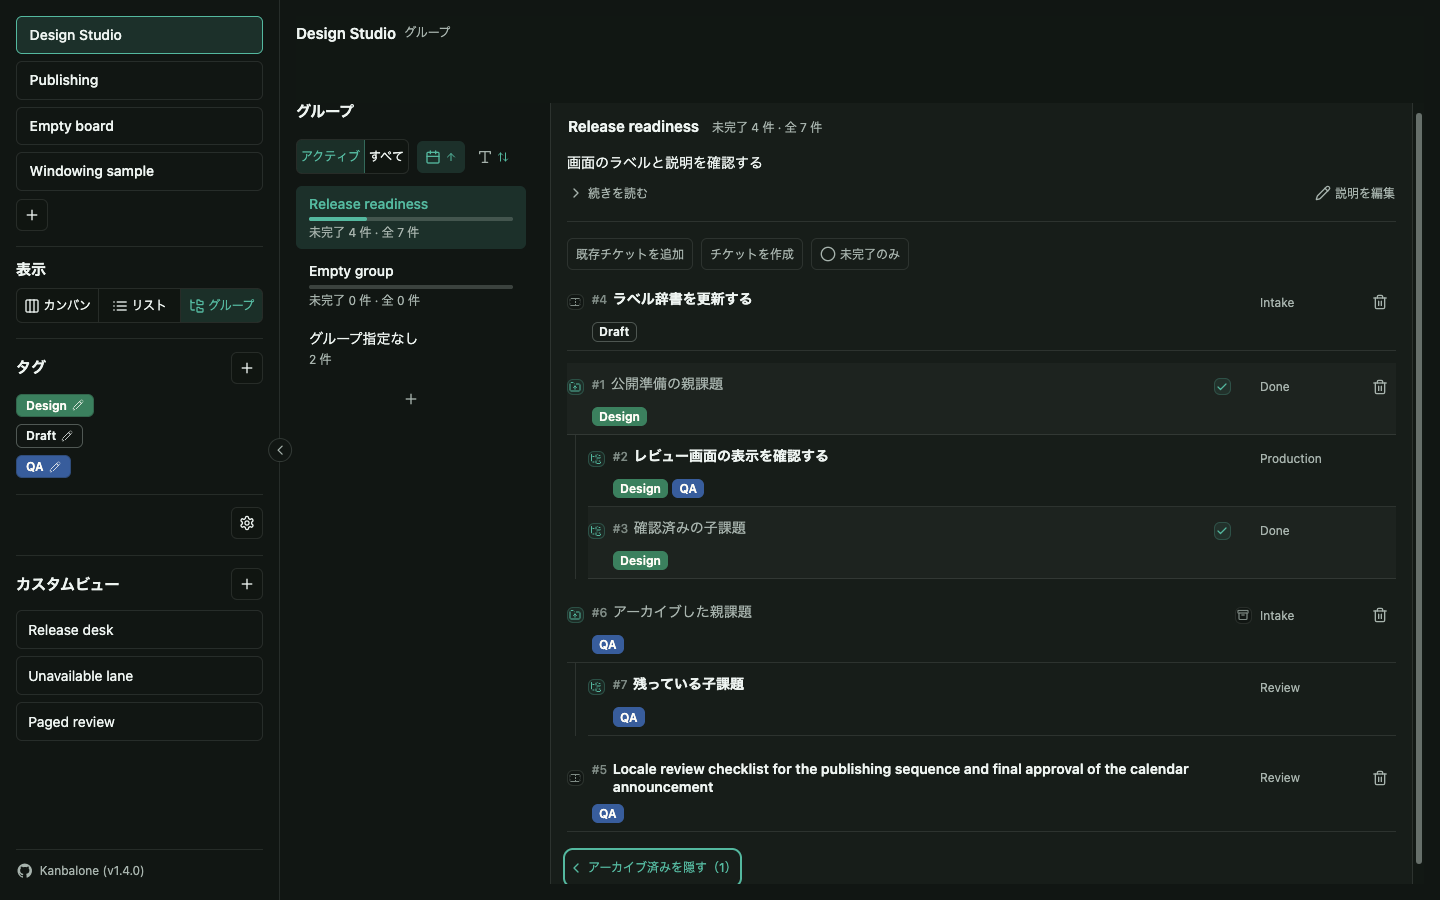 Design Studio
Publishing
Empty board
Windowing sample
表示
カンバン
リスト
グループ
タグ
Design
Draft
QA
カスタムビュー
Release desk
Unavailable lane
Paged review
Kanbalone (v1.4.0)
Design Studio グループ
グループ
アクティブ すべて
Release readiness
未完了 4 件 · 全 7 件
Empty group
未完了 0 件 · 全 0 件
グループ指定なし
2 件
Release readiness 未完了 4 件 · 全 7 件
画面のラベルと説明を確認する
続きを読む
説明を編集
既存チケットを追加 チケットを作成 未完了のみ
#4 ラベル辞書を更新する Intake
Draft
#1 公開準備の親課題 Done
Design
#2 レビュー画面の表示を確認する Production
Design QA
#3 確認済みの子課題 Done
Design
#6 アーカイブした親課題 Intake
QA
#7 残っている子課題 Review
QA
#5 Locale review checklist for the publishing sequence and final approval of the calendar
announcement
Review
QA
アーカイブ済みを隠す (1)